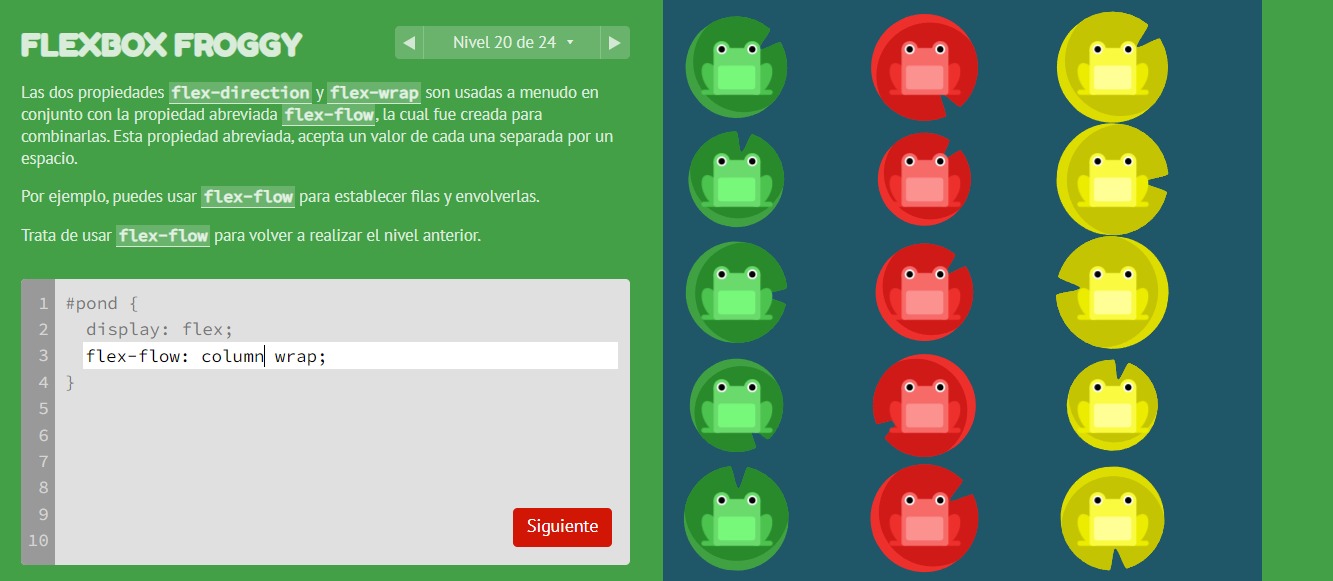 FLEXBOX FROGGY
Nivel 20 de 24
Las dos propiedades flex-direction y flex-wrap son usadas a menudo en
conjunto con la propiedad abreviada flex-flow, la cual fue creada para
combinarlas. Esta propiedad abreviada, acepta un valor de cada una separada por un
espacio.
Por ejemplo, puedes usar flex-flow para establecer filas y envolverlas.
Trata de usar flex-flow para volver a realizar el nivel anterior.
1 #pond {
2 display: flex;
3 flex-flow: column wrap;
4 }
5
6
7
8
9
10
Siguiente